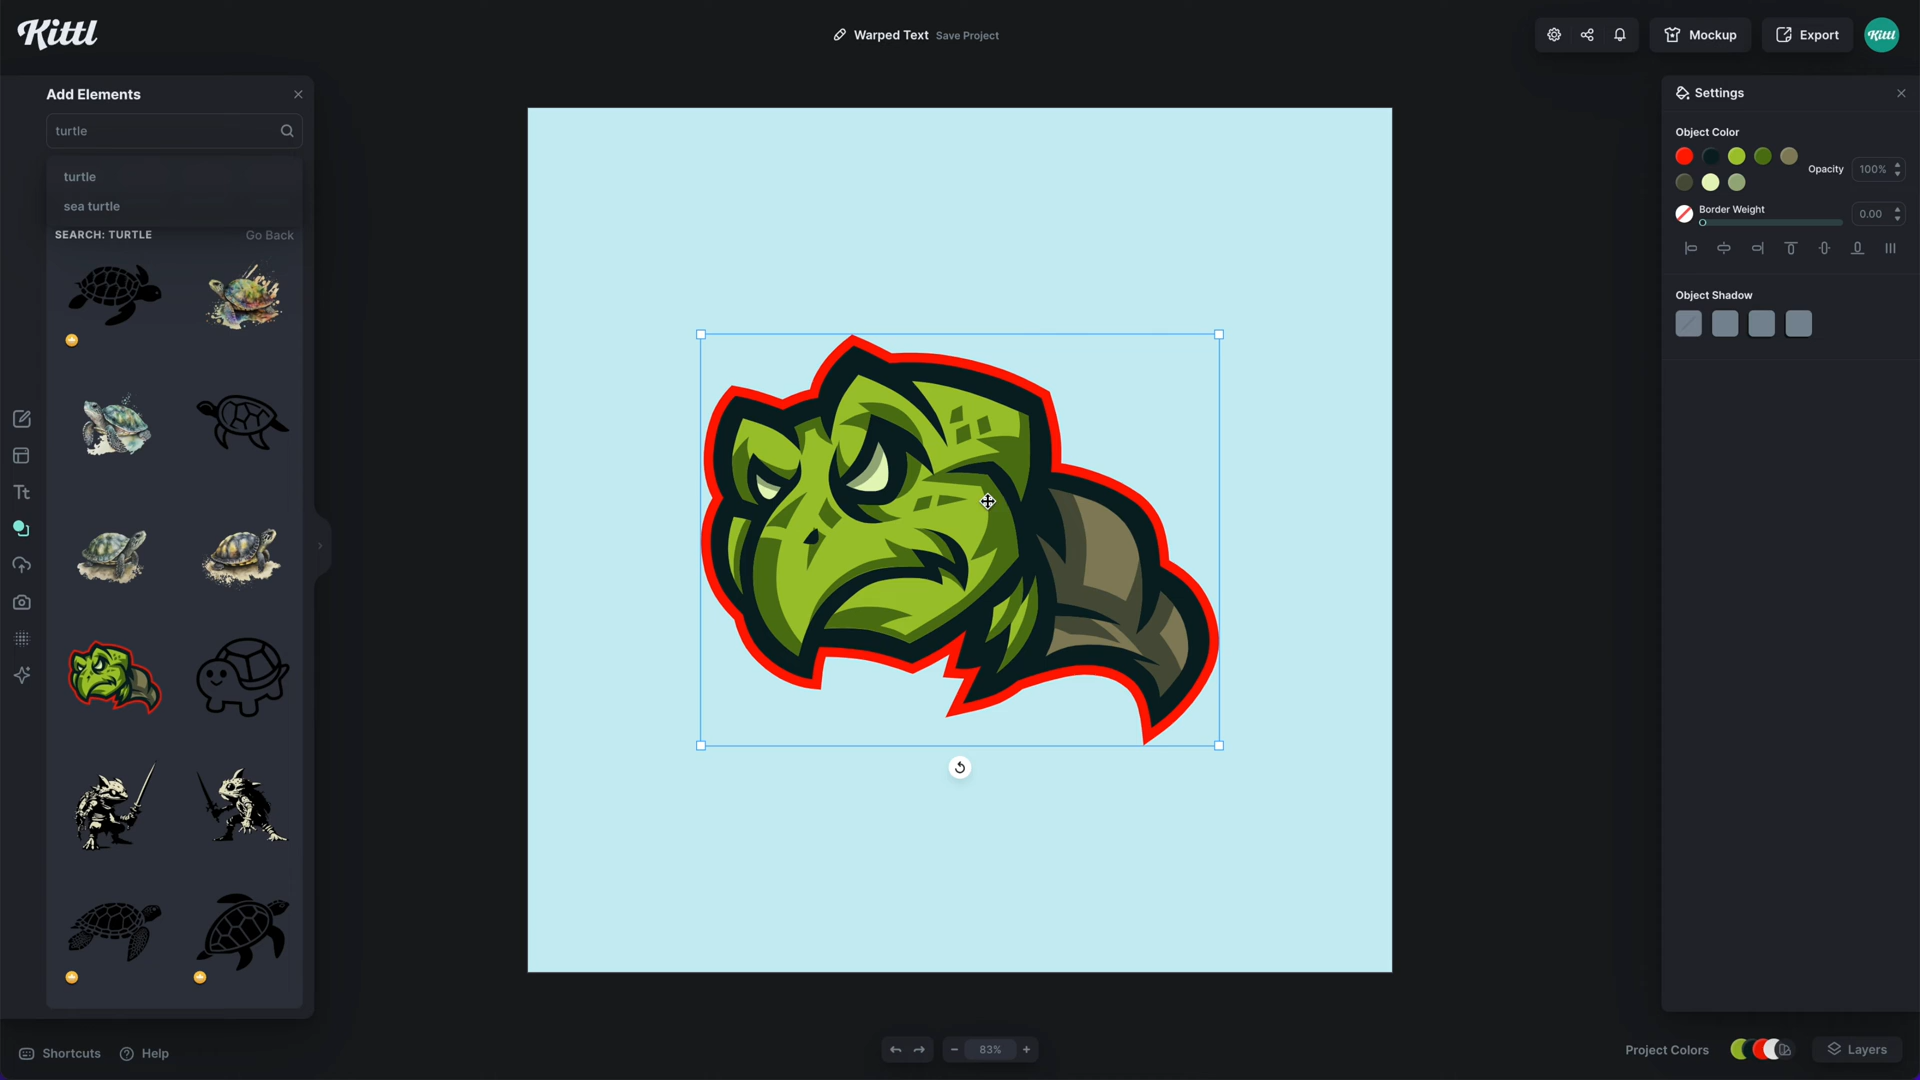 Kittl
Warped Text Save Project
Mockup
Export
Kittl
Add Elements
turtle
turtle
sea turtle
SEARCH: TURTLE
Go Back
Tt
Settings
Object Color
Opacity
100%
Border Weight
0.00
Object Shadow
Shortcuts
Help
83%
Project Colors
Layers